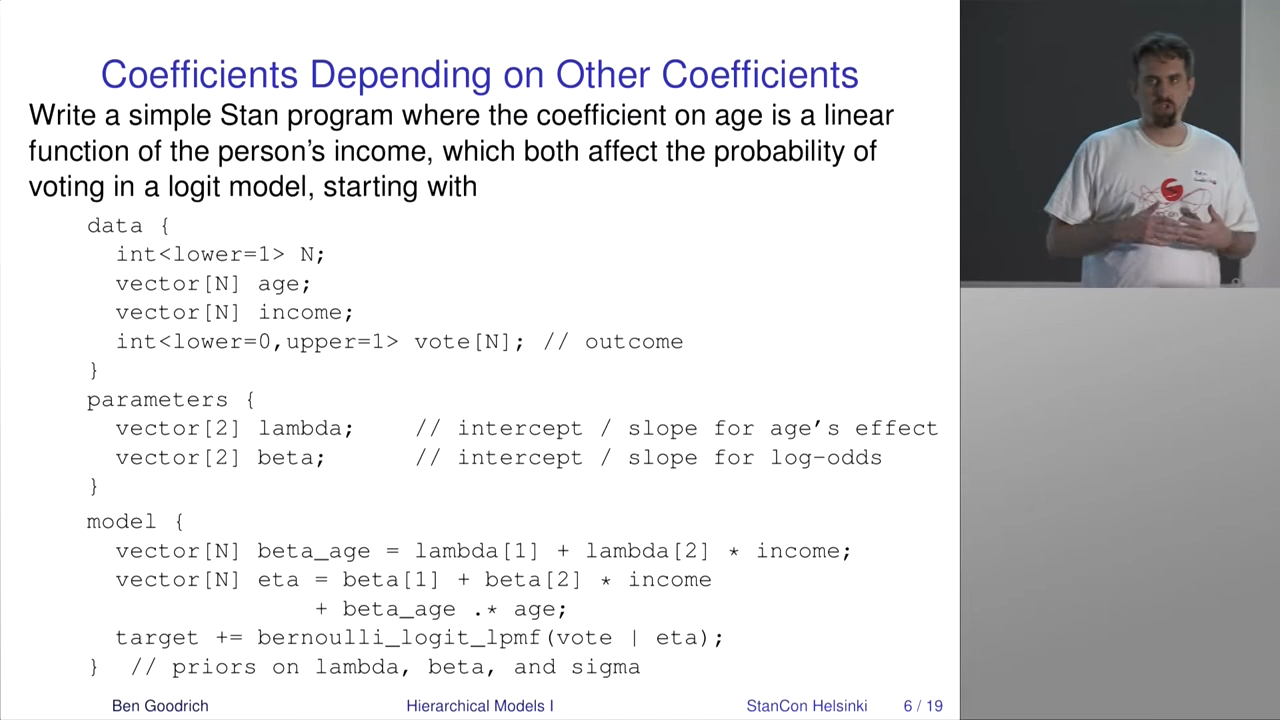 Coefficients Depending on Other Coefficients
Write a simple Stan program where the coefficient on age is a linear
function of the person's income, which both affect the probability of
voting in a logit model, starting with
data {
int<lower=1> N;
vector[N] age;
vector[N] income;
int<lower=0,upper=1> vote[N]; // outcome
}
parameters {
vector[2] lambda; // intercept / slope for age's effect
vector[2] beta; // intercept / slope for log-odds
}
model {
vector[N] beta_age = lambda[1] + lambda[2] * income;
vector[N] eta = beta[1] + beta[2] * income
+ beta_age .* age;
target += bernoulli_logit_lpmf(vote | eta);
} // priors on lambda, beta, and sigma
Ben Goodrich Hierarchical Models I StanCon Helsinki 6 / 19